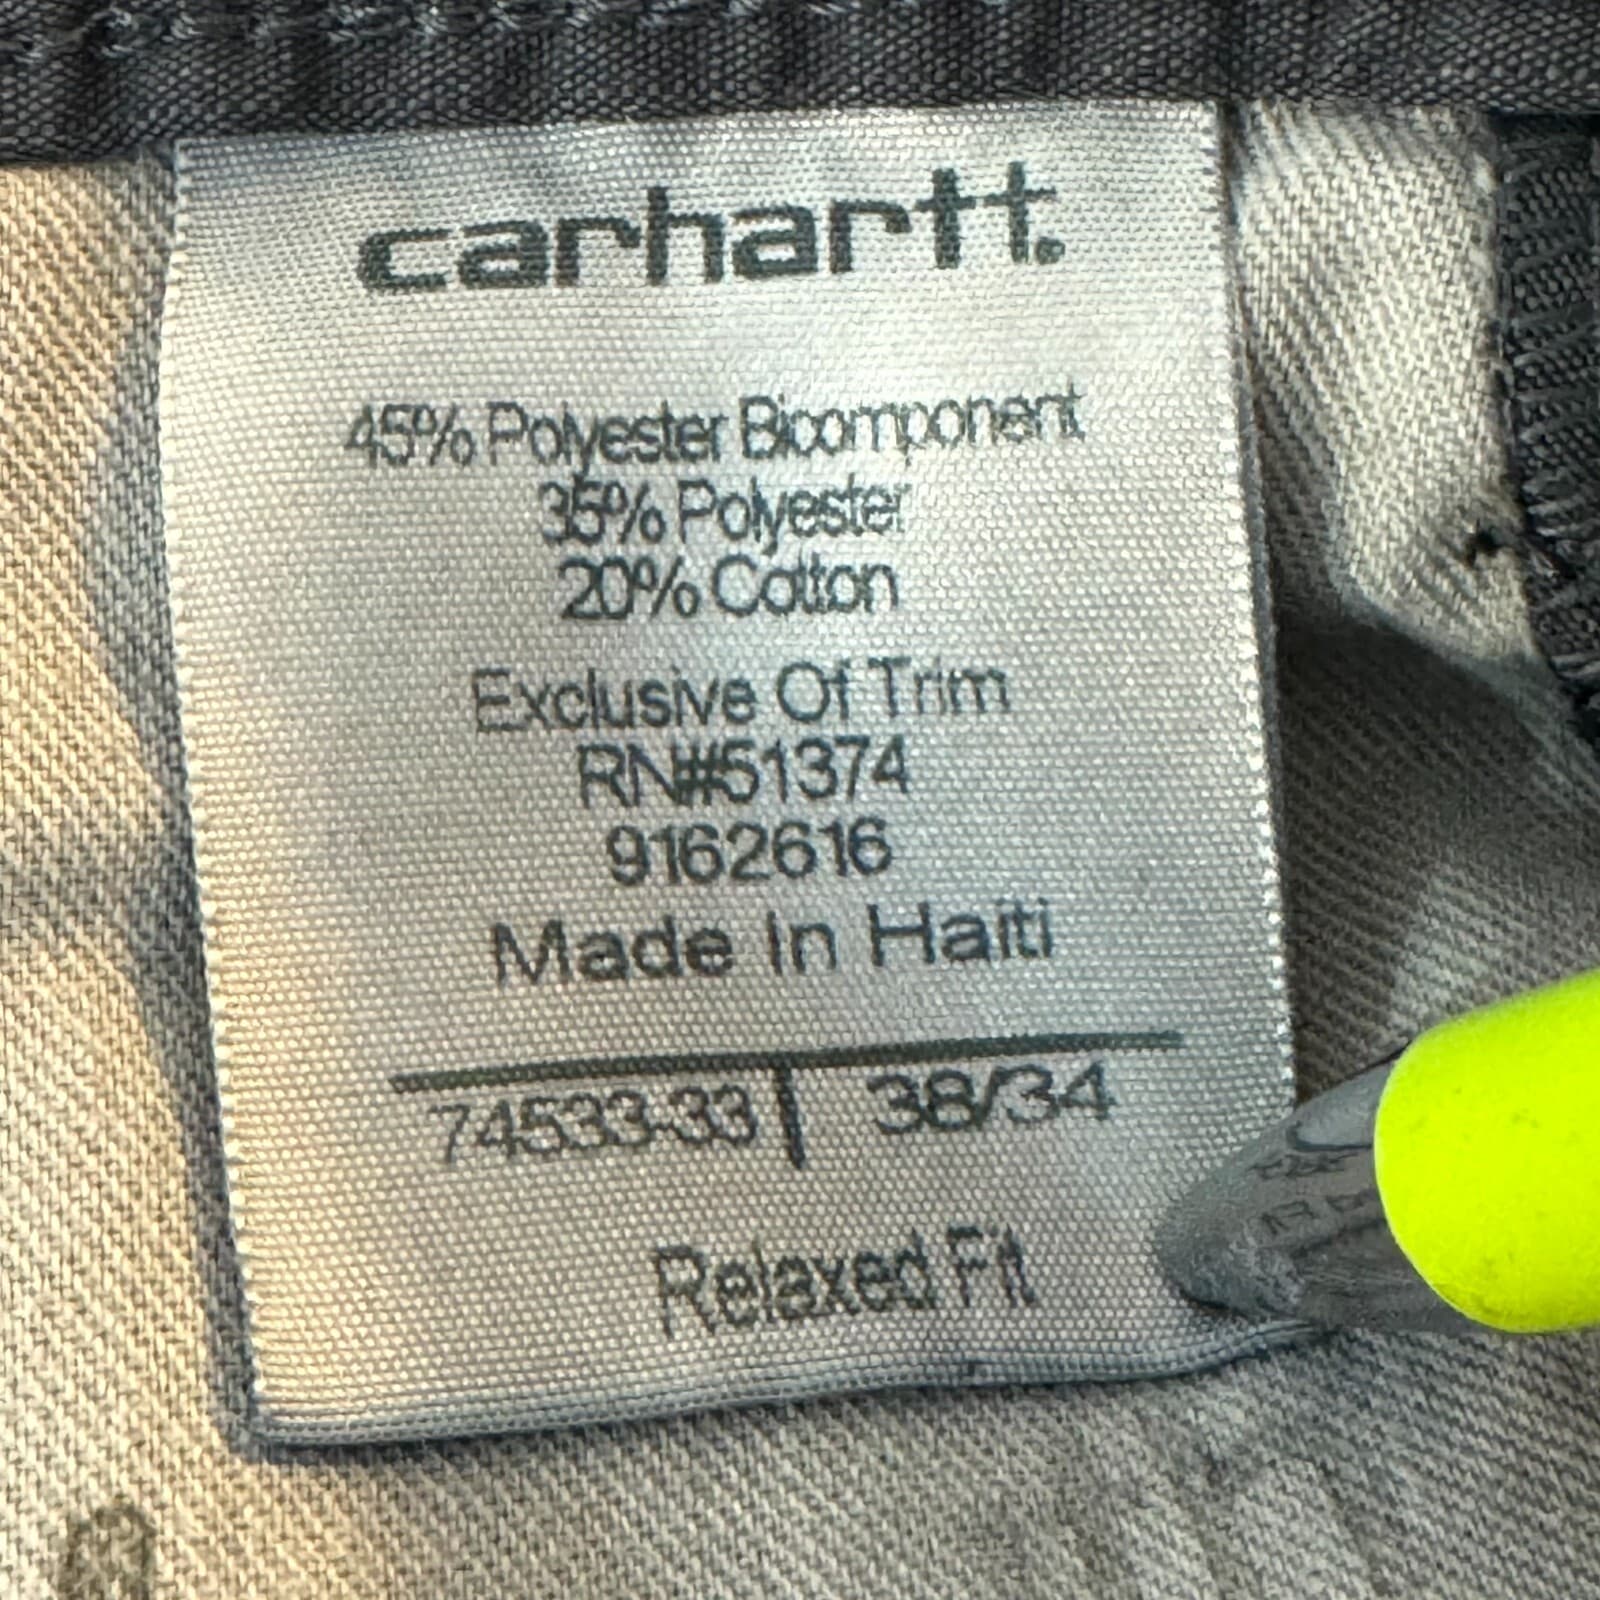 carhartt.
45% Polyester Bicomponent
35% Polyester
20% Cotton
Exclusive Of Trim
RN#51374
9162616
Made In Haiti
74533-33 | 38/34
Relaxed Fit